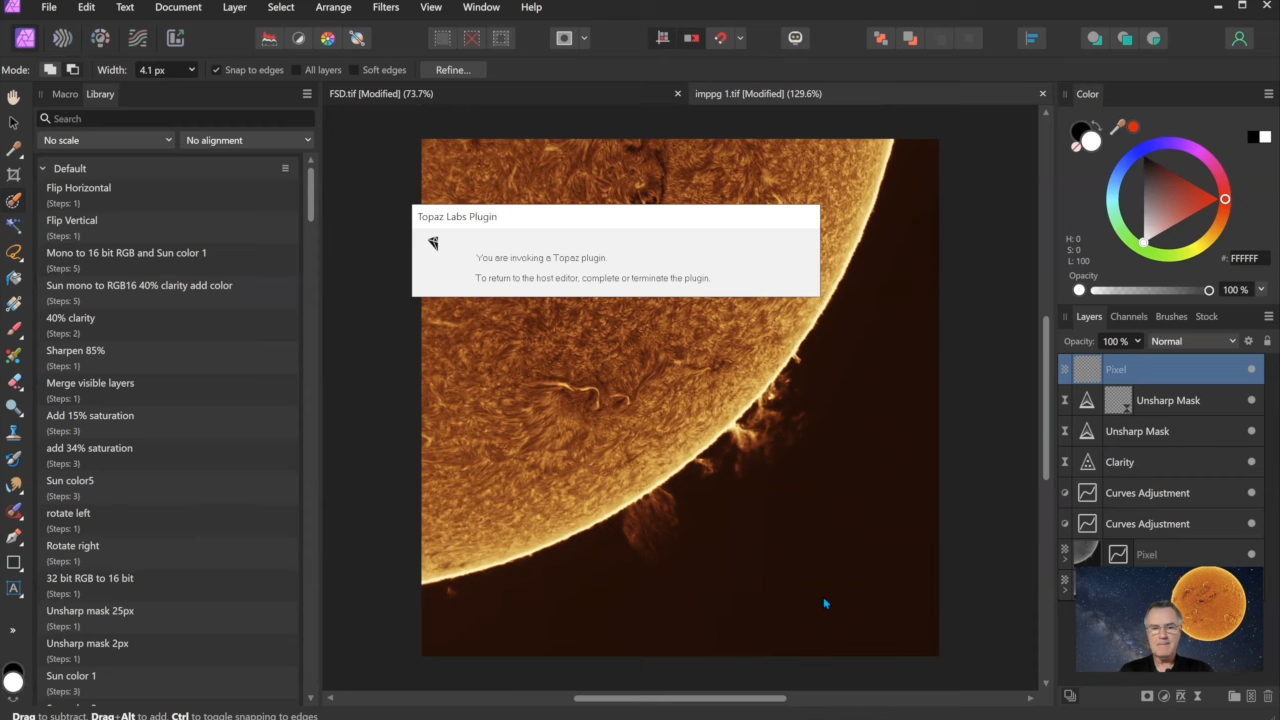 File Edit Text Document Layer Select Arrange Filters View Window Help
Mode: Width: 4.1 px Snap to edges All layers Soft edges Refine...
Macro Library
Search
No scale No alignment
Default
Flip Horizontal
(Steps: 1)
Flip Vertical
(Steps: 1)
Mono to 16 bit RGB and Sun color 1
(Steps: 5)
Sun mono to RGB16 40% clarity add color
(Steps: 5)
40% clarity
(Steps: 2)
Sharpen 85%
(Steps: 1)
Merge visible layers
(Steps: 1)
Add 15% saturation
(Steps: 3)
add 34% saturation
(Steps: 3)
Sun color5
(Steps: 3)
rotate left
(Steps: 1)
Rotate right
(Steps: 1)
32 bit RGB to 16 bit
(Steps: 1)
Unsharp mask 25px
(Steps: 1)
Unsharp mask 2px
(Steps: 1)
Sun color 1
(Steps: 3)
FSD.tif [Modified] (73.7%) imppg 1.tif [Modified] (129.6%)
Topaz Labs Plugin
You are invoking a Topaz plugin.
To return to the host editor, complete or terminate the plugin.
Color
H: 0
S: 0
L: 100
#: FFFFFF
Opacity
100 %
Layers Channels Brushes Stock
Opacity: 100 % Normal
Pixel
Unsharp Mask
Unsharp Mask
Clarity
Curves Adjustment
Curves Adjustment
Pixel
Drag to subtract. Drag+Alt to add. Ctrl to toggle snapping to edges